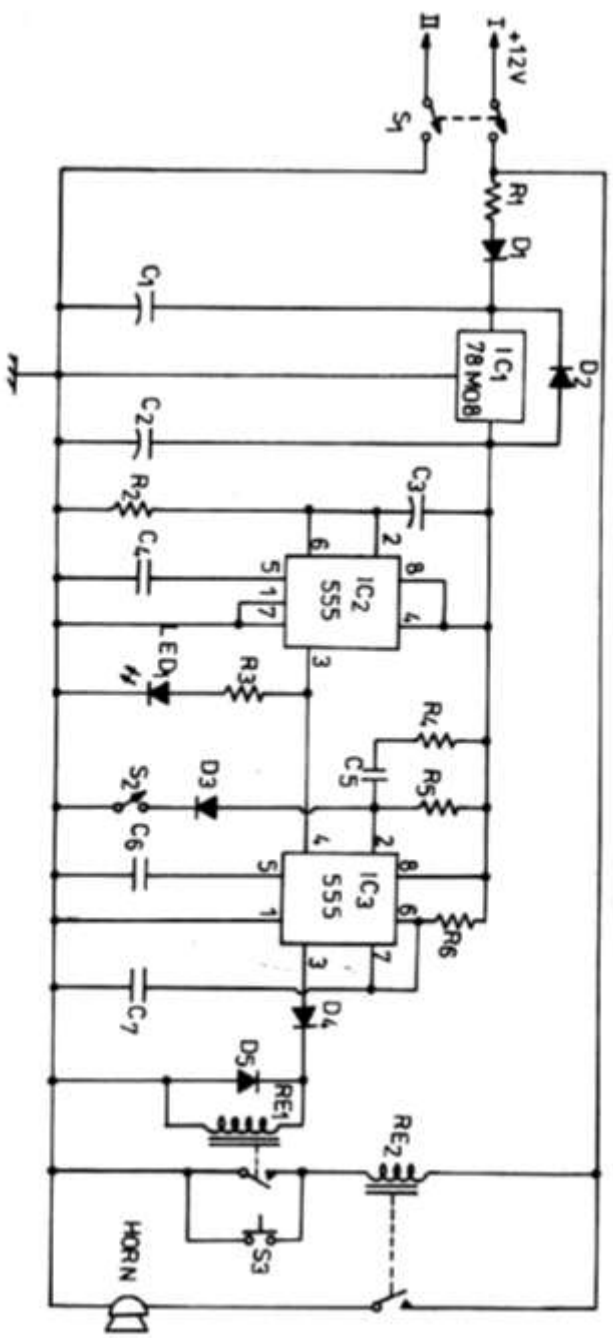 +12V
I
II
S1
R1
D1
C1
D2
IC1
78M08
C2
C3
R2
2
6
8
4
IC2
555
5
1
7
3
C4
R3
LED1
R4
R5
C5
D3
S2
4
2
8
6
IC3
555
5
1
3
7
R6
C6
C7
D4
D5
RE1
RE2
S3
HORN